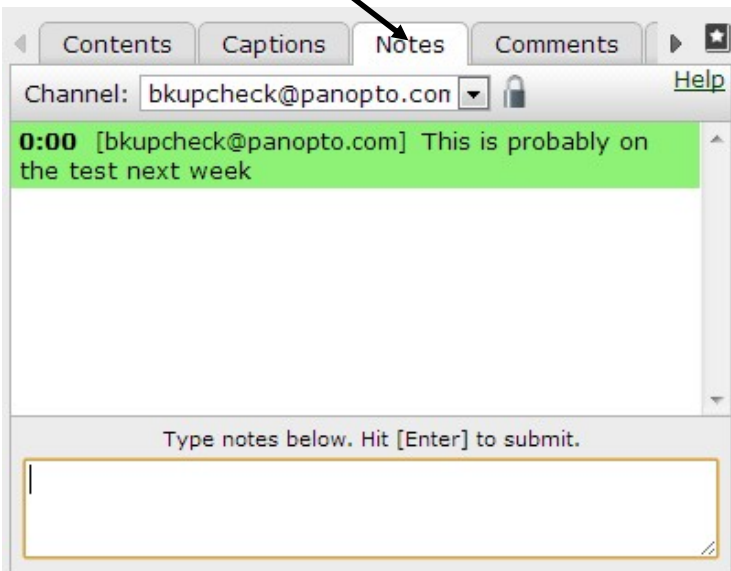 Contents Captions Notes Comments
Help
Channel: bkupcheck@panopto.con
0:00 [bkupcheck@panopto.com] This is probably on
the test next week
Type notes below. Hit [Enter] to submit.